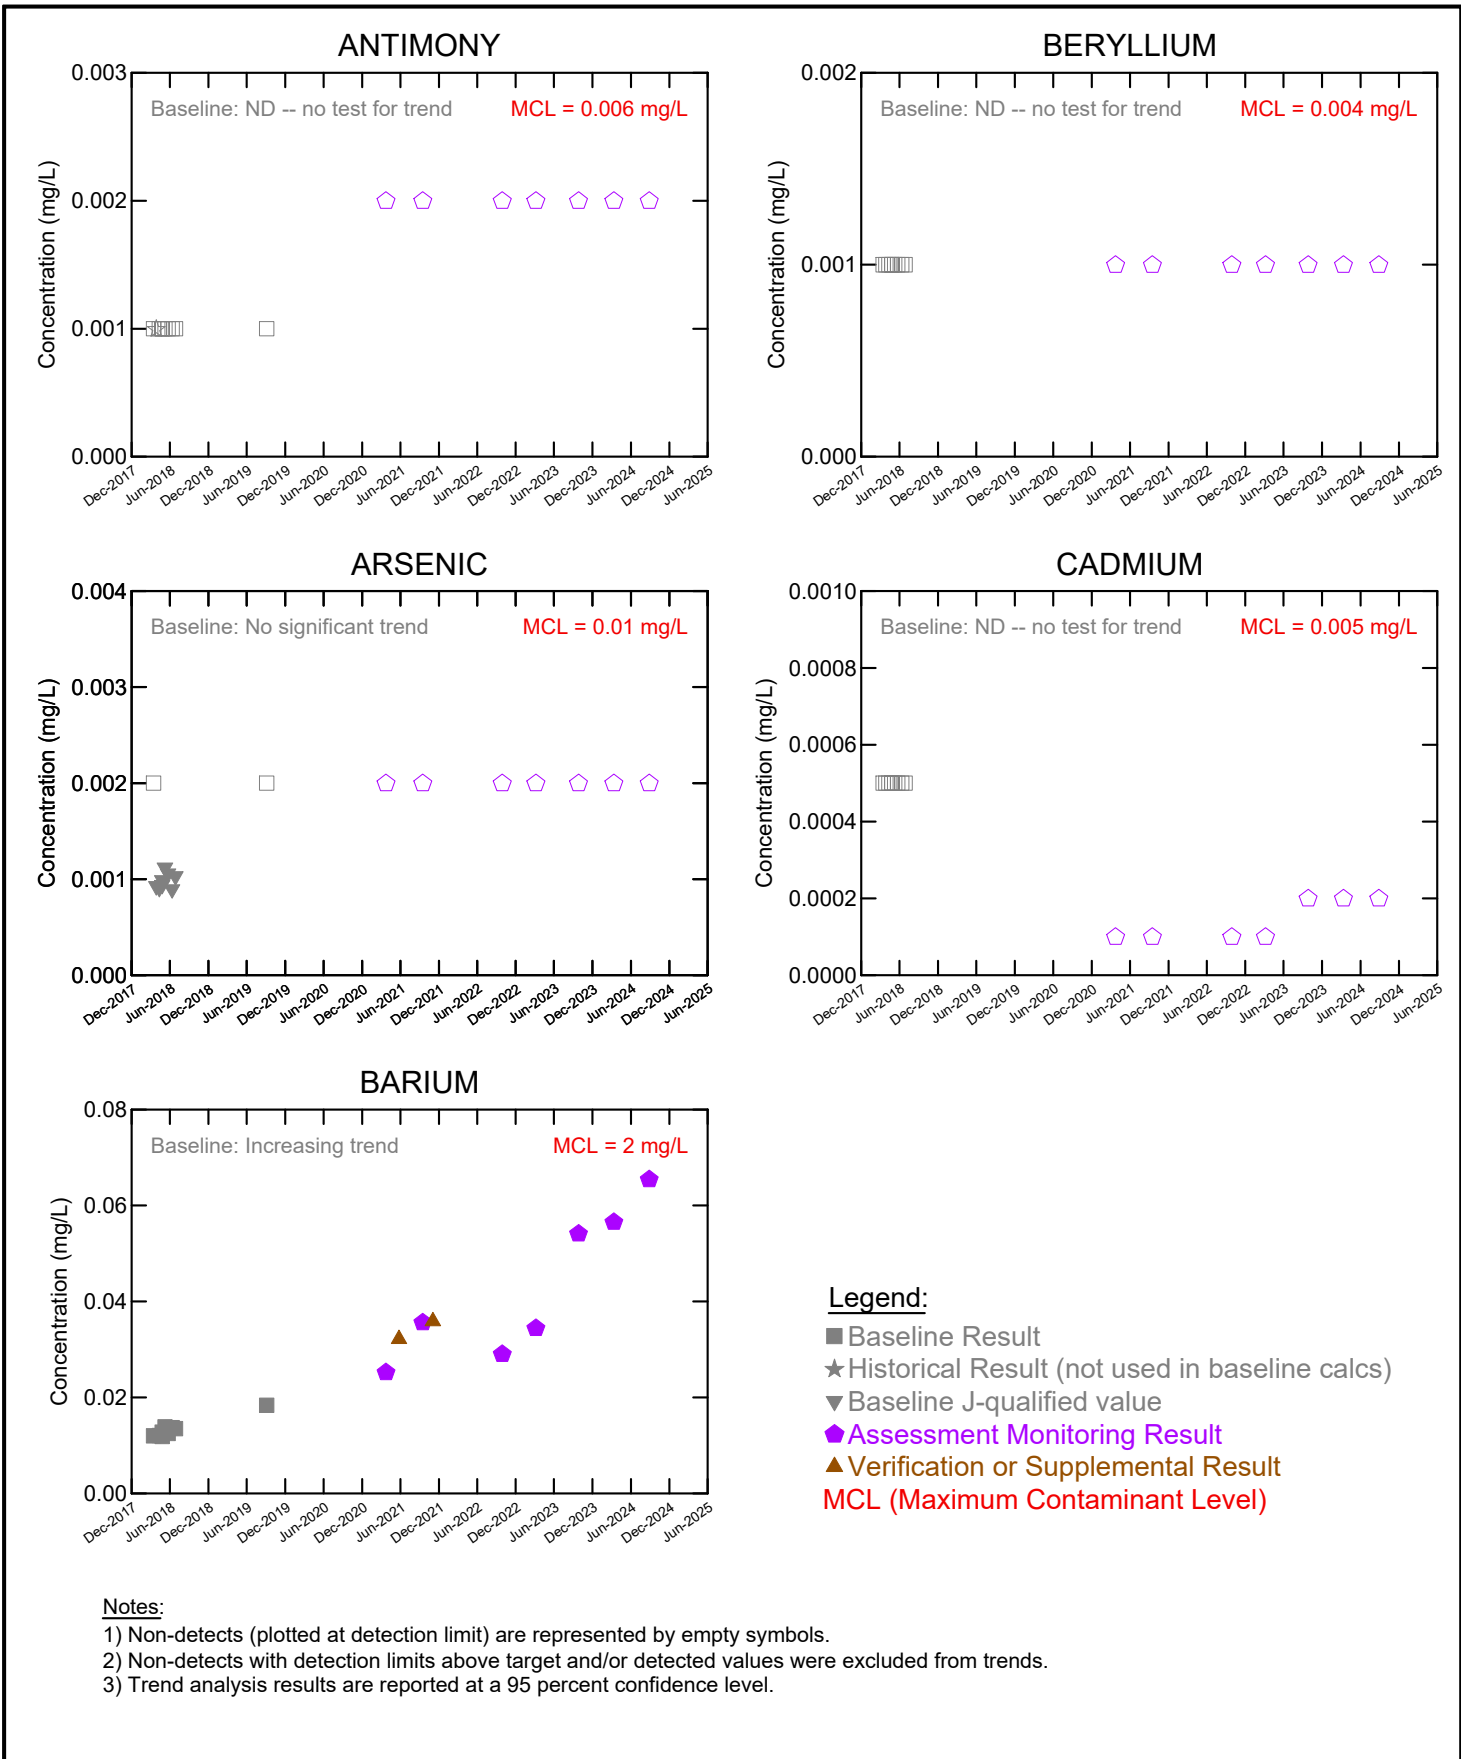 ANTIMONY
Baseline: ND -- no test for trend
MCL = 0.006 mg/L
Concentration (mg/L)
0.003
0.002
0.001
0.000
Dec-2017
Jun-2018
Dec-2018
Jun-2019
Dec-2019
Jun-2020
Dec-2020
Jun-2021
Dec-2021
Jun-2022
Dec-2022
Jun-2023
Dec-2023
Jun-2024
Dec-2024
Jun-2025
BERYLLIUM
Baseline: ND -- no test for trend
MCL = 0.004 mg/L
Concentration (mg/L)
0.002
0.001
0.000
Dec-2017
Jun-2018
Dec-2018
Jun-2019
Dec-2019
Jun-2020
Dec-2020
Jun-2021
Dec-2021
Jun-2022
Dec-2022
Jun-2023
Dec-2023
Jun-2024
Dec-2024
Jun-2025
ARSENIC
Baseline: No significant trend
MCL = 0.01 mg/L
Concentration (mg/L)
0.004
0.003
0.002
0.001
0.000
Dec-2017
Jun-2018
Dec-2018
Jun-2019
Dec-2019
Jun-2020
Dec-2020
Jun-2021
Dec-2021
Jun-2022
Dec-2022
Jun-2023
Dec-2023
Jun-2024
Dec-2024
Jun-2025
CADMIUM
Baseline: ND -- no test for trend
MCL = 0.005 mg/L
Concentration (mg/L)
0.0010
0.0008
0.0006
0.0004
0.0002
0.0000
Dec-2017
Jun-2018
Dec-2018
Jun-2019
Dec-2019
Jun-2020
Dec-2020
Jun-2021
Dec-2021
Jun-2022
Dec-2022
Jun-2023
Dec-2023
Jun-2024
Dec-2024
Jun-2025
BARIUM
Baseline: Increasing trend
MCL = 2 mg/L
Concentration (mg/L)
0.08
0.06
0.04
0.02
0.00
Dec-2017
Jun-2018
Dec-2018
Jun-2019
Dec-2019
Jun-2020
Dec-2020
Jun-2021
Dec-2021
Jun-2022
Dec-2022
Jun-2023
Dec-2023
Jun-2024
Dec-2024
Jun-2025
Legend:
Baseline Result
Historical Result (not used in baseline calcs)
Baseline J-qualified value
Assessment Monitoring Result
Verification or Supplemental Result
MCL (Maximum Contaminant Level)
Notes:
1) Non-detects (plotted at detection limit) are represented by empty symbols.
2) Non-detects with detection limits above target and/or detected values were excluded from trends.
3) Trend analysis results are reported at a 95 percent confidence level.